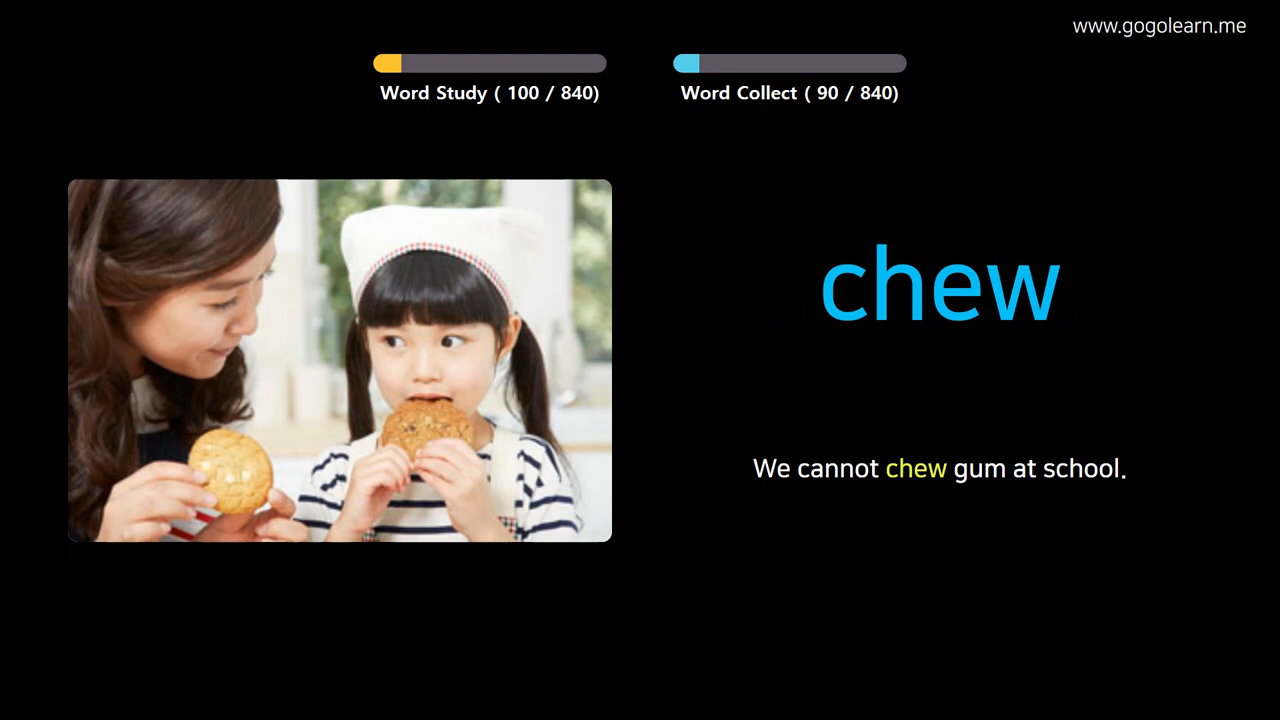 www.gogolearn.me
Word Study ( 100 / 840)
Word Collect ( 90 / 840)
chew
We cannot chew gum at school.